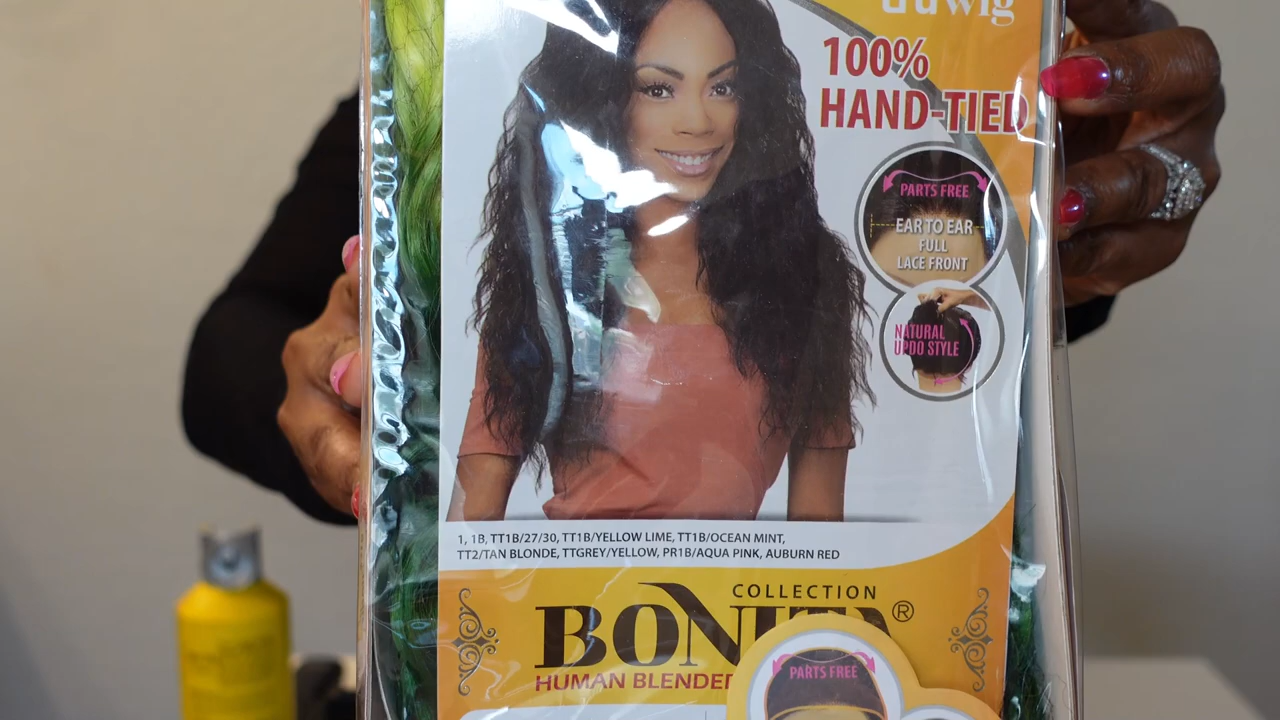 100%
HAND-TIED
PARTS FREE
EAR TO EAR
FULL
LACE FRONT
NATURAL
UPDO STYLE
1, 1B, TT1B/27/30, TT1B/YELLOW LIME, TT1B/OCEAN MINT,
TT2/TAN BLONDE, TTGREY/YELLOW, PR1B/AQUA PINK, AUBURN RED
COLLECTION
BONITA®
HUMAN BLENDED
PARTS FREE